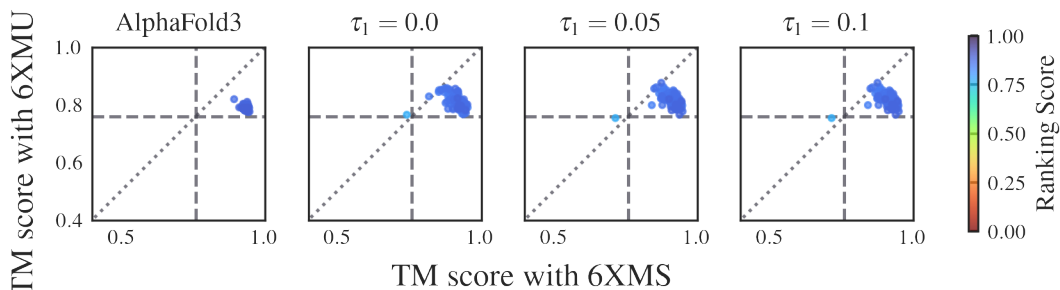 AlphaFold3
τ₁ = 0.0
τ₁ = 0.05
τ₁ = 0.1
TM score with 6XMU
1.0
0.8
0.6
0.4
0.5 1.0
0.5 1.0
0.5 1.0
0.5 1.0
TM score with 6XMS
1.00
0.75
0.50
0.25
0.00
Ranking Score